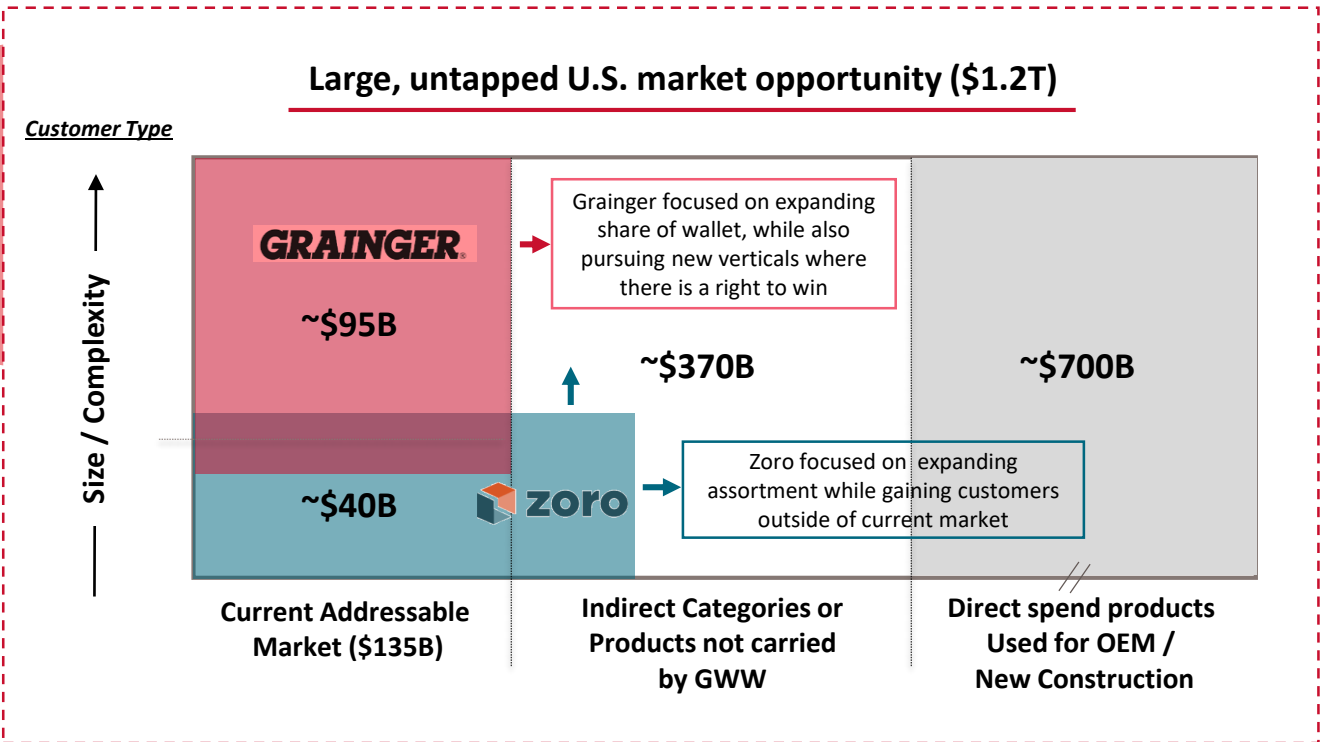 Large, untapped U.S. market opportunity ($1.2T)
Customer Type
Size / Complexity
GRAINGER®
~$95B
Grainger focused on expanding
share of wallet, while also
pursuing new verticals where
there is a right to win
~$370B
~$700B
~$40B
zoro
Zoro focused on expanding
assortment while gaining customers
outside of current market
Current Addressable
Market ($135B)
Indirect Categories or
Products not carried
by GWW
Direct spend products
Used for OEM /
New Construction